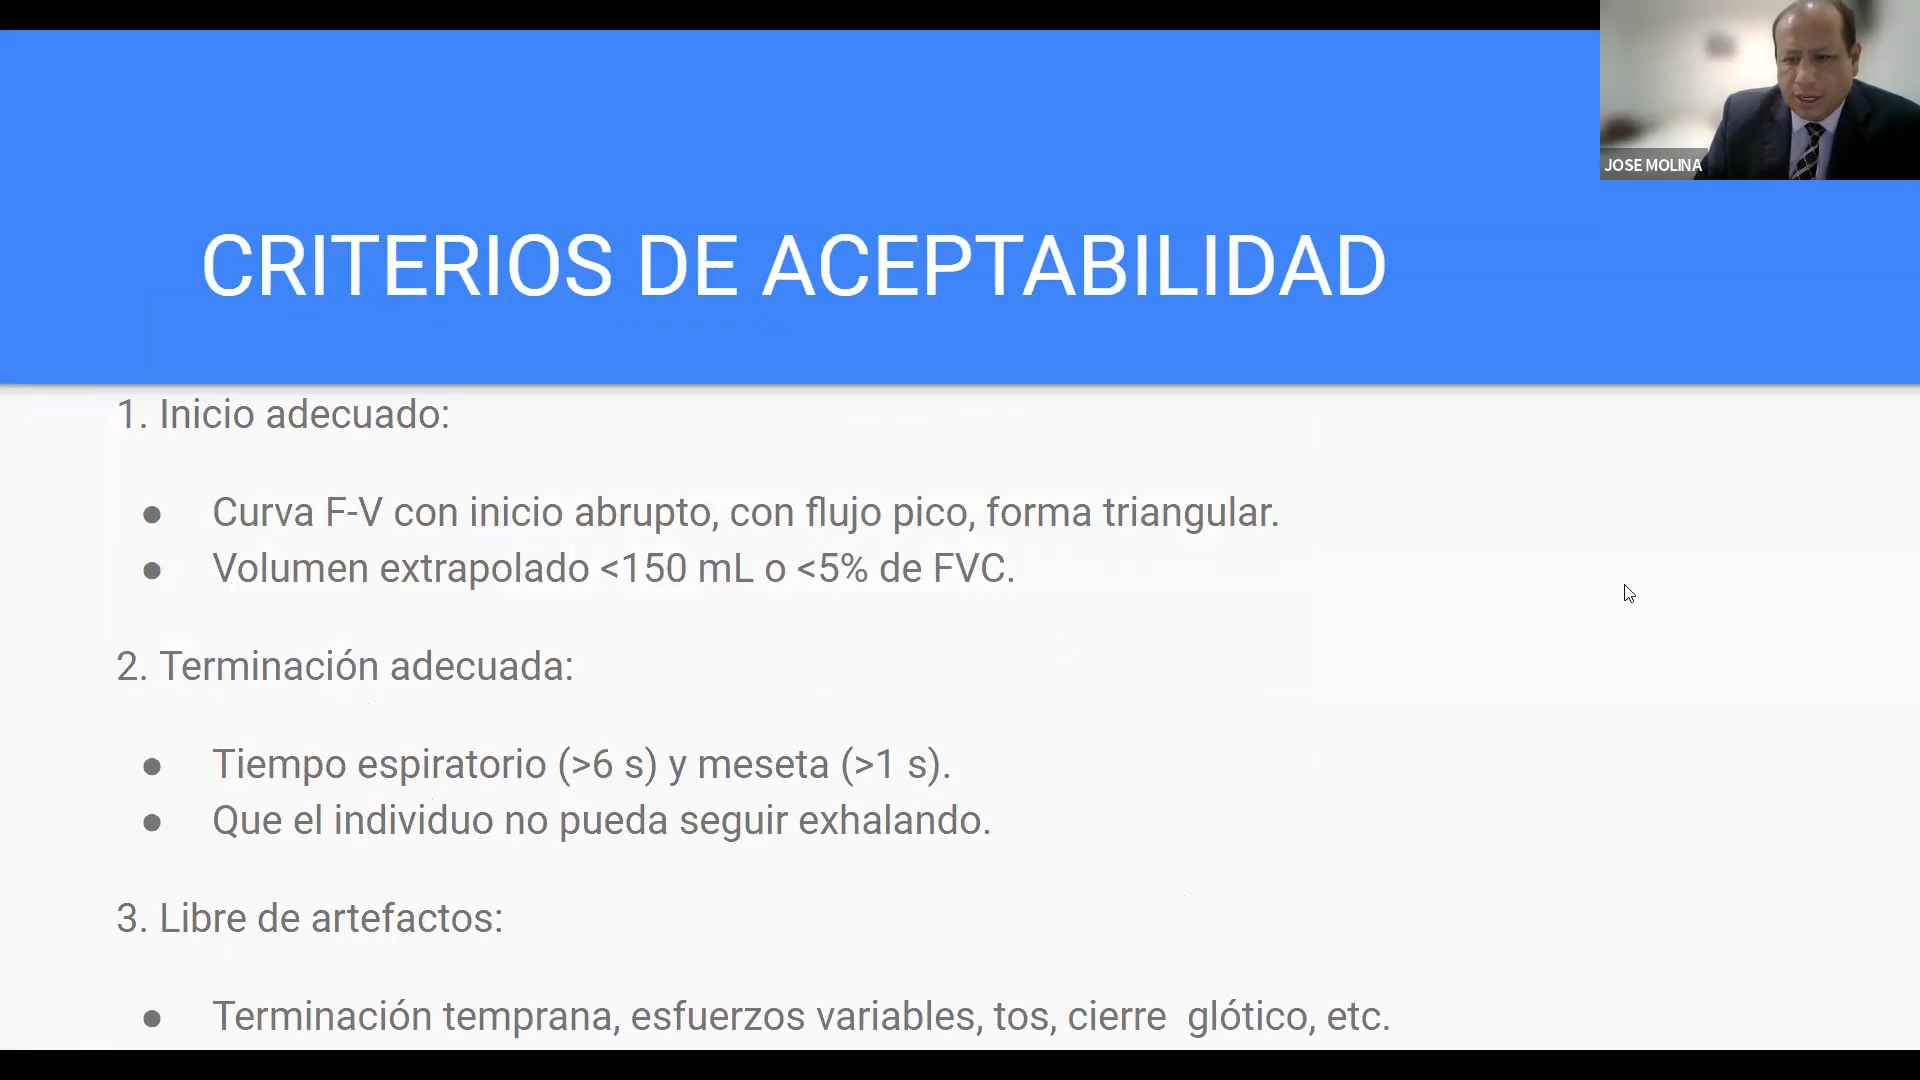 JOSE MOLINA
CRITERIOS DE ACEPTABILIDAD
1. Inicio adecuado:
● Curva F-V con inicio abrupto, con flujo pico, forma triangular.
● Volumen extrapolado <150 mL o <5% de FVC.
2. Terminación adecuada:
● Tiempo espiratorio (>6 s) y meseta (>1 s).
● Que el individuo no pueda seguir exhalando.
3. Libre de artefactos:
● Terminación temprana, esfuerzos variables, tos, cierre  glótico, etc.